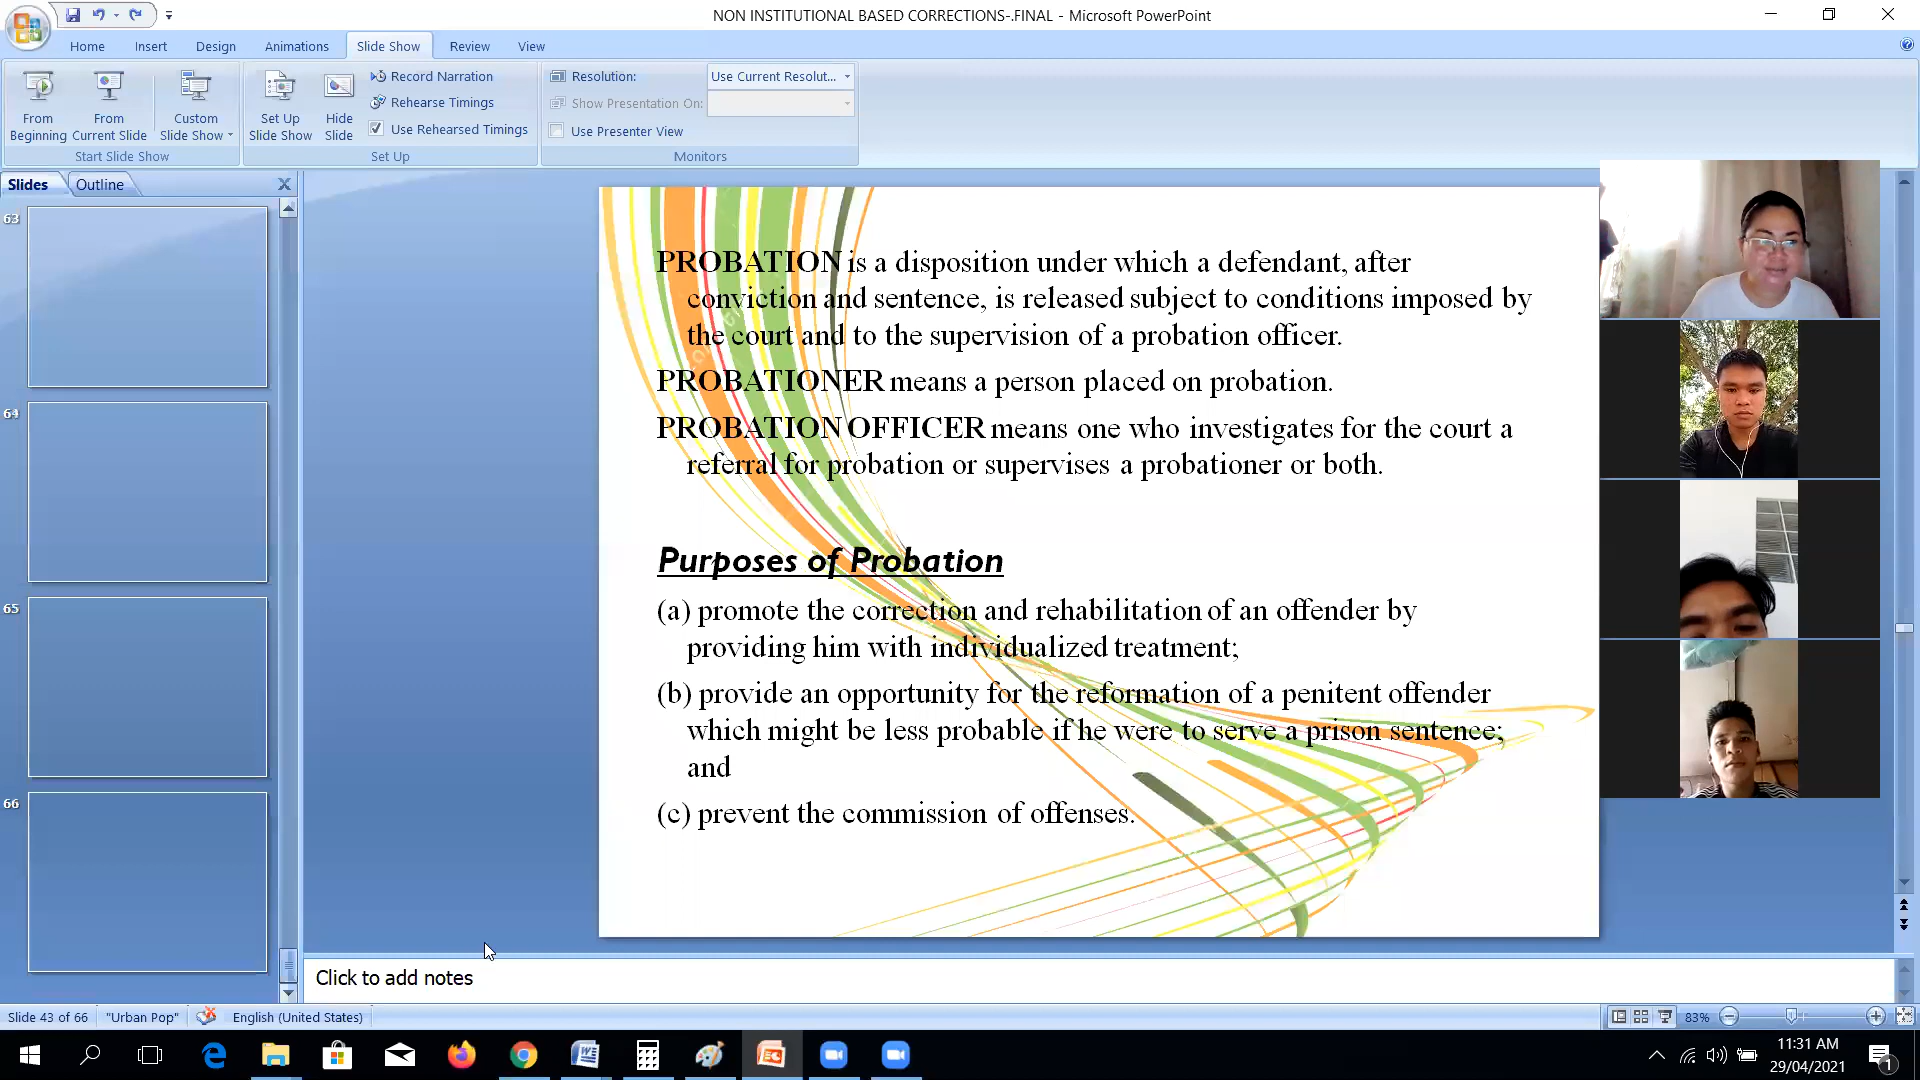 NON INSTITUTIONAL BASED CORRECTIONS-.FINAL - Microsoft PowerPoint
Home Insert Design Animations Slide Show Review View
From Beginning
From Current Slide
Custom Slide Show
Start Slide Show
Set Up Slide Show
Hide Slide
Record Narration
Rehearse Timings
Use Rehearsed Timings
Set Up
Resolution: Use Current Resolut...
Show Presentation On:
Use Presenter View
Monitors
Slides Outline
63
64
65
66
PROBATION is a disposition under which a defendant, after
conviction and sentence, is released subject to conditions imposed by
the court and to the supervision of a probation officer.
PROBATIONER means a person placed on probation.
PROBATION OFFICER means one who investigates for the court a
referral for probation or supervises a probationer or both.
Purposes of Probation
(a) promote the correction and rehabilitation of an offender by
providing him with individualized treatment;
(b) provide an opportunity for the reformation of a penitent offender
which might be less probable if he were to serve a prison sentence;
and
(c) prevent the commission of offenses.
Click to add notes
Slide 43 of 66 "Urban Pop" English (United States) 83%
11:31 AM
29/04/2021
1